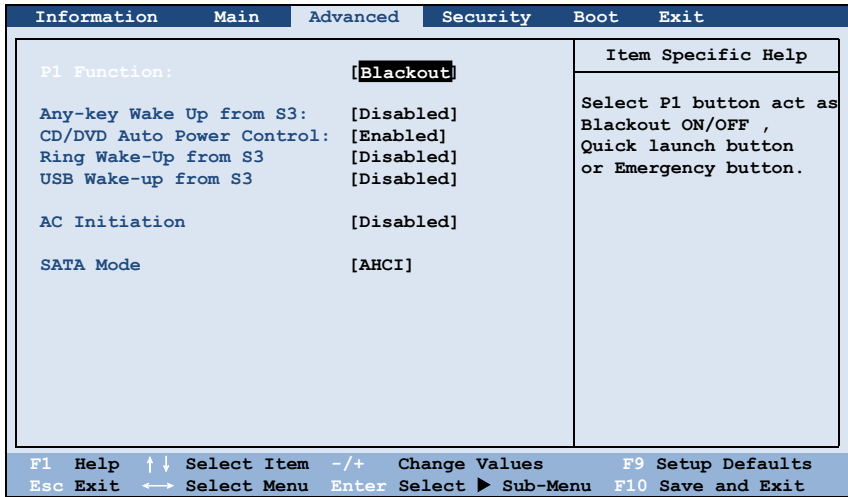 Information Main Advanced Security Boot Exit
P1 Function: [Blackout]
Any-key Wake Up from S3: [Disabled]
CD/DVD Auto Power Control: [Enabled]
Ring Wake-Up from S3 [Disabled]
USB Wake-up from S3 [Disabled]
AC Initiation [Disabled]
SATA Mode [AHCI]
Item Specific Help
Select P1 button act as
Blackout ON/OFF ,
Quick launch button
or Emergency button.
F1 Help ↑↓ Select Item -/+ Change Values F9 Setup Defaults
Esc Exit ←→ Select Menu Enter Select ▶ Sub-Menu F10 Save and Exit